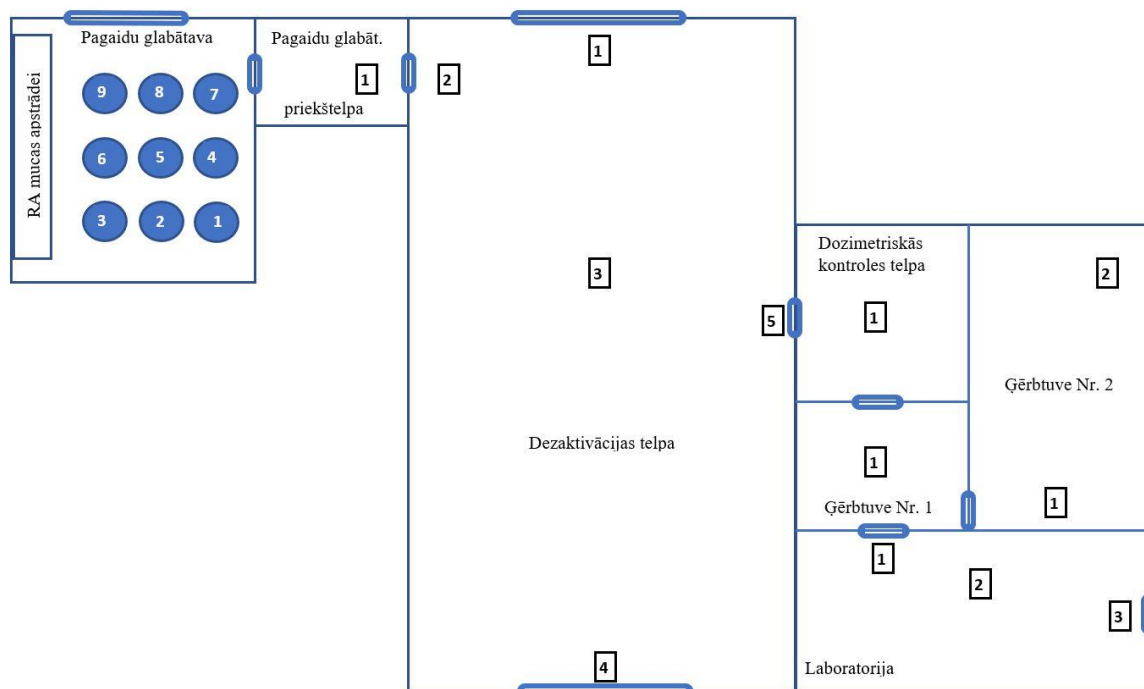 Pagaidu glabātava
RA mucas apstrādei
9 8 7
6 5 4
3 2 1
Pagaidu glabāt.
1
priekštelpa
1
2
3
5
Dezaktivācijas telpa
4
Dozimetriskās
kontroles telpa
1
1
Ģērbtuve Nr. 1
2
Ģērbtuve Nr. 2
1
1
2
3
Laboratorija